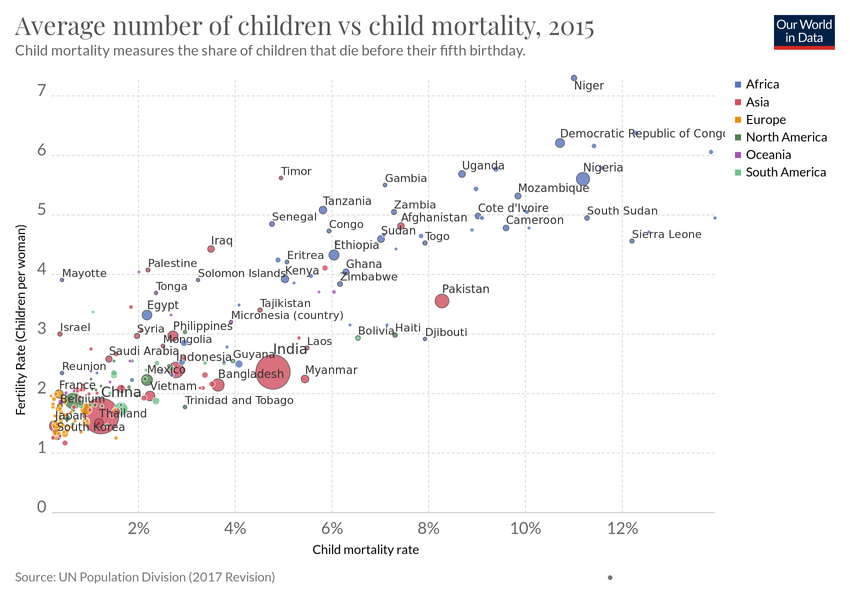 Average number of children vs child mortality, 2015
Child mortality measures the share of children that die before their fifth birthday.
Our World
in Data
Fertility Rate (Children per woman)
7
6
5
4
3
2
1
0
2%
4%
6%
8%
10%
12%
Child mortality rate
Africa
Asia
Europe
North America
Oceania
South America
Niger
Democratic Republic of Congo
Timor
Gambia
Uganda
Nigeria
Mozambique
Tanzania
Zambia
Cote d'Ivoire
South Sudan
Senegal
Congo
Afghanistan
Cameroon
Sudan
Togo
Sierra Leone
Iraq
Ethiopia
Palestine
Eritrea
Ghana
Mayotte
Solomon Islands
Kenya
Zimbabwe
Tonga
Pakistan
Egypt
Tajikistan
Micronesia (country)
Israel
Syria
Philippines
Bolivia
Haiti
Djibouti
Mongolia
Laos
Saudi Arabia
Indonesia
Guyana
India
Reunion
Mexico
Bangladesh
Myanmar
France
Vietnam
China
Belgium
Trinidad and Tobago
Japan
Thailand
South Korea
Source: UN Population Division (2017 Revision)